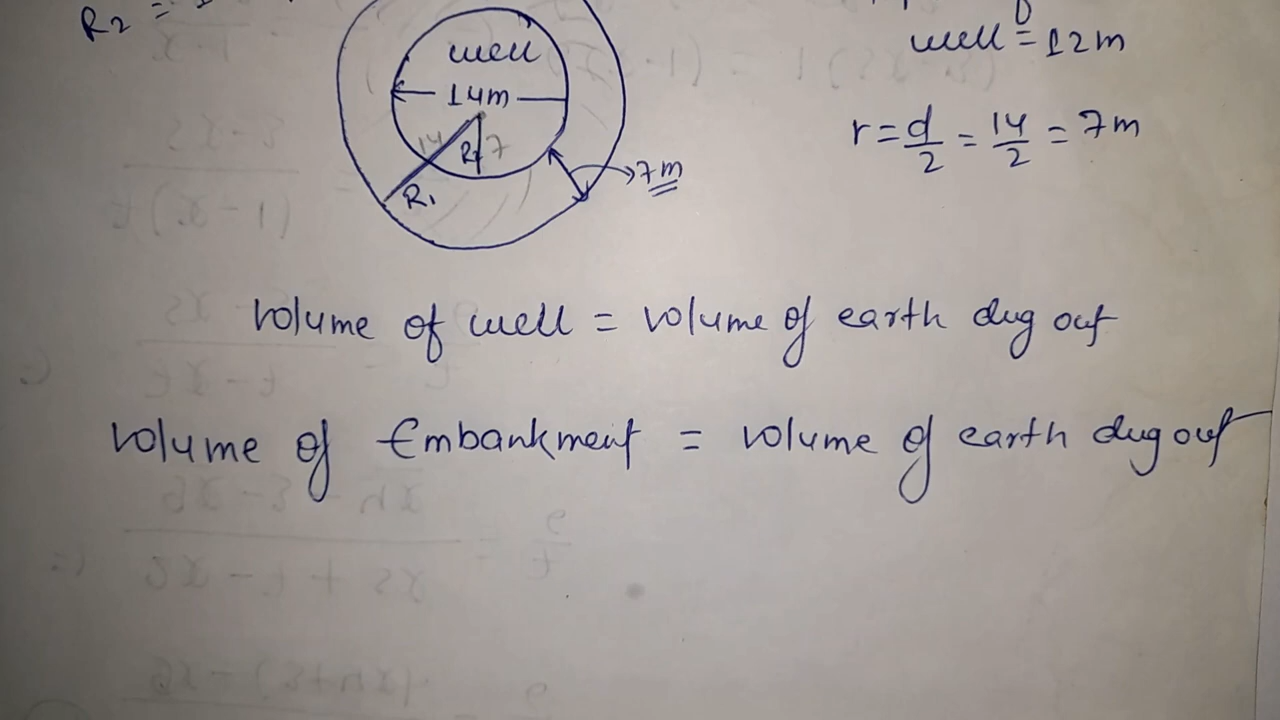 R2 =
well
14m
14
R 7
R1
7m
well = 12m
r = d/2 = 14/2 = 7m
volume of well = volume of earth dug out
volume of Embankment = volume of earth dug out